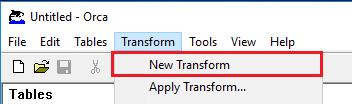 Untitled - Orca
File Edit Tables Transform Tools View Help
New Transform
Apply Transform...
Tables